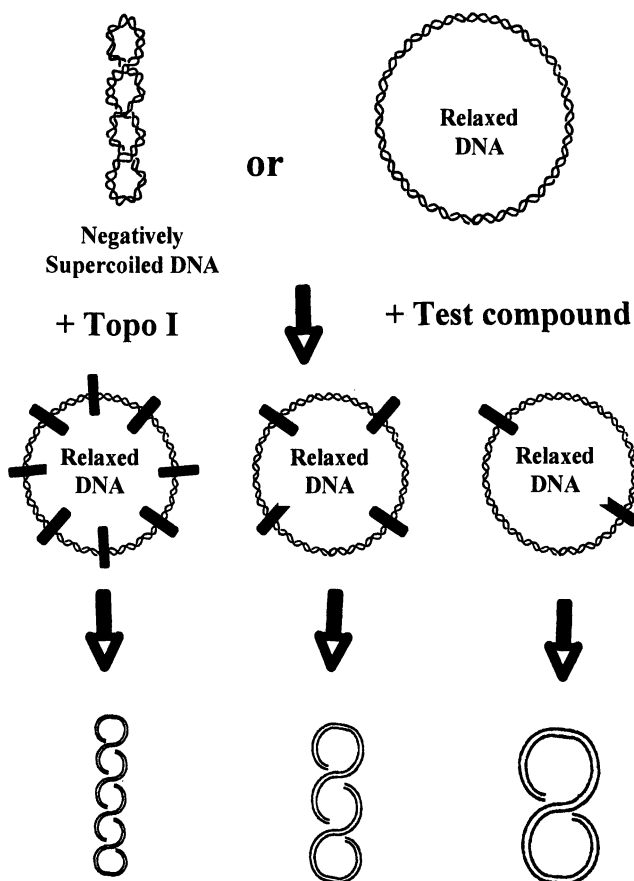 Relaxed
DNA
or
Negatively
Supercoiled DNA
+ Topo I
+ Test compound
Relaxed
DNA
Relaxed
DNA
Relaxed
DNA